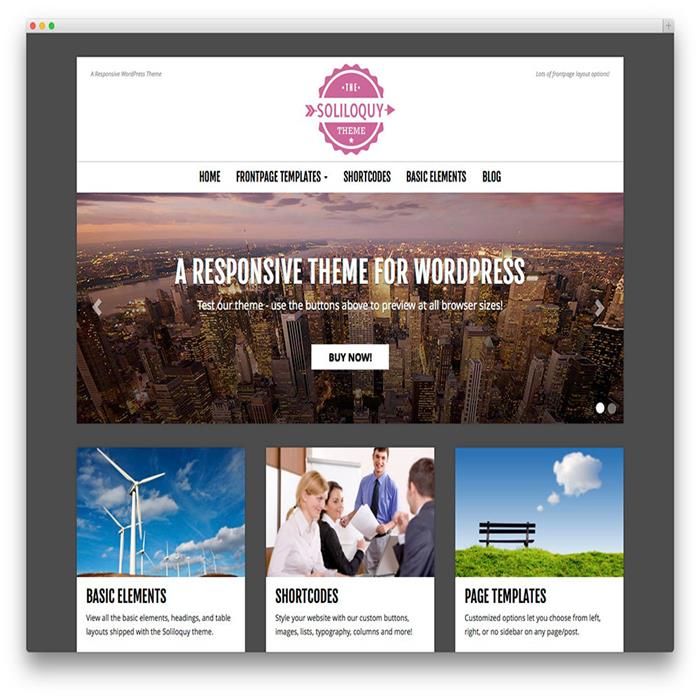 A Responsive WordPress Theme
Lots of frontpage layout options!
THE
SOLILOQUY
THEME
HOME FRONTPAGE TEMPLATES SHORTCODES BASIC ELEMENTS BLOG
A RESPONSIVE THEME FOR WORDPRESS
Test our theme - use the buttons above to preview at all browser sizes!
BUY NOW!
BASIC ELEMENTS
View all the basic elements, headings, and table
layouts shipped with the Soliloquy theme.
SHORTCODES
Style your website with our custom buttons,
images, lists, typography, columns and more!
PAGE TEMPLATES
Customized options let you choose from left,
right, or no sidebar on any page/post.